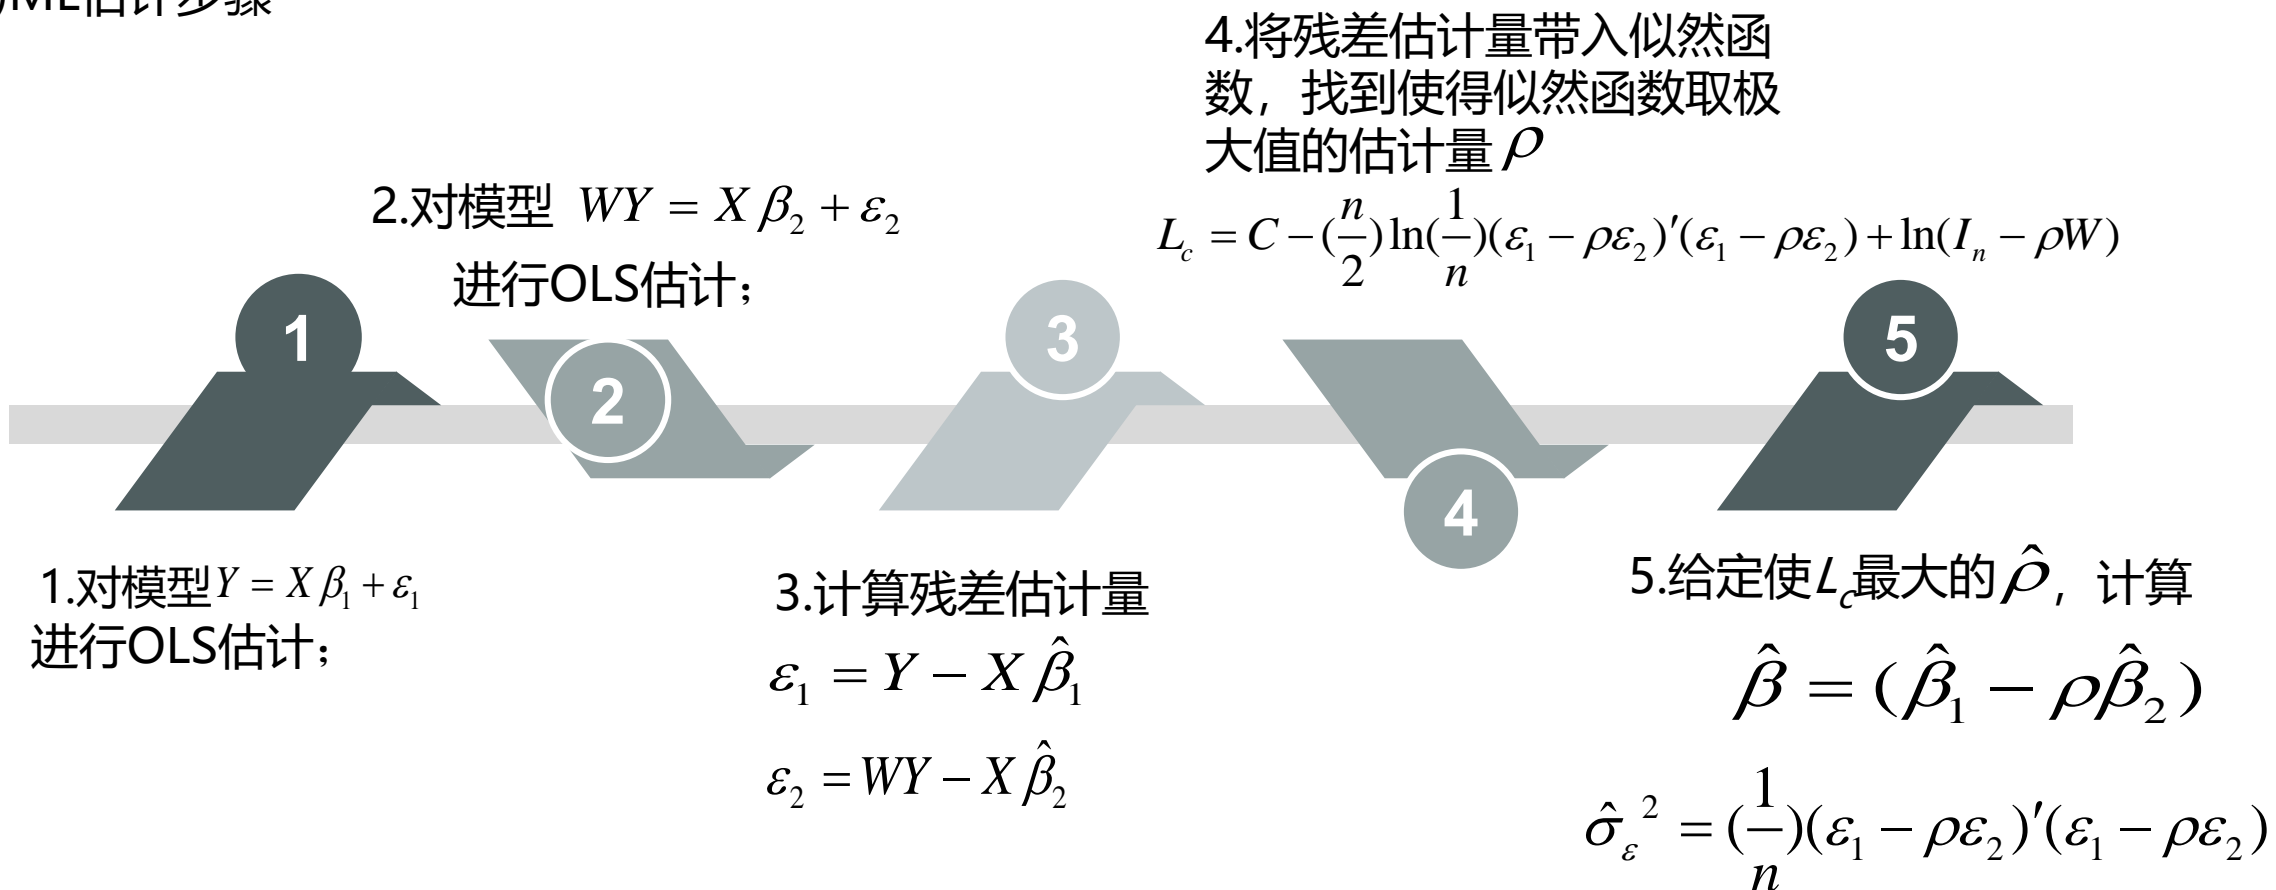 ME估计步骤
1
2
3
4
5
1.对模型 Y = Xβ₁ + ε₁
进行OLS估计；
2.对模型 WY = Xβ₂ + ε₂
进行OLS估计；
3.计算残差估计量
ε₁ = Y − Xβ̂₁
ε₂ = WY − Xβ̂₂
4.将残差估计量带入似然函
数，找到使得似然函数取极
大值的估计量 ρ
L_c = C − (n/2)ln(1/n)(ε₁ − ρε₂)′(ε₁ − ρε₂) + ln(I_n − ρW)
5.给定使L_c最大的ρ̂，计算
β̂ = (β̂₁ − ρβ̂₂)
σ̂_ε² = (1/n)(ε₁ − ρε₂)′(ε₁ − ρε₂)